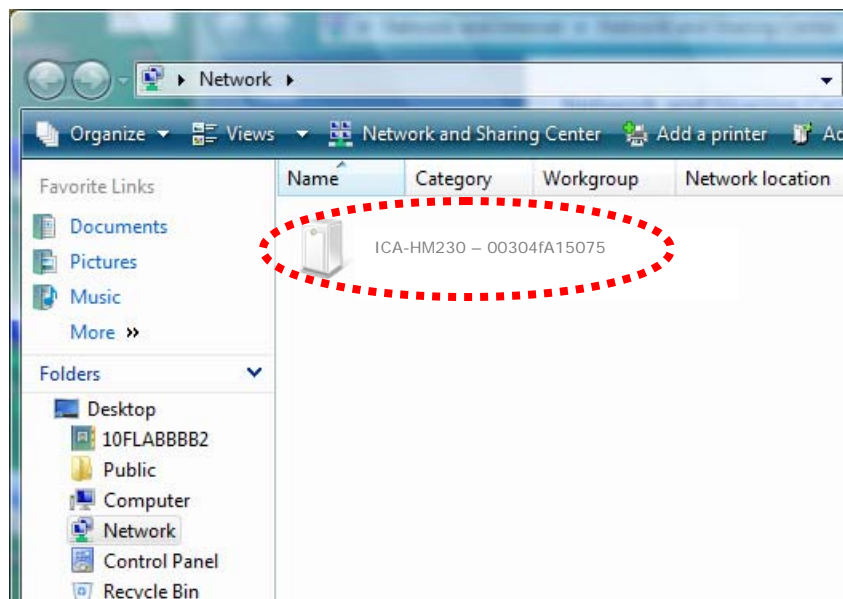 Network
Organize Views Network and Sharing Center Add a printer Ad
Favorite Links
Documents
Pictures
Music
More »
Folders
Desktop
10FLABBBB2
Public
Computer
Network
Control Panel
Recycle Bin
Name Category Workgroup Network location
ICA-HM230 – 00304fA15075